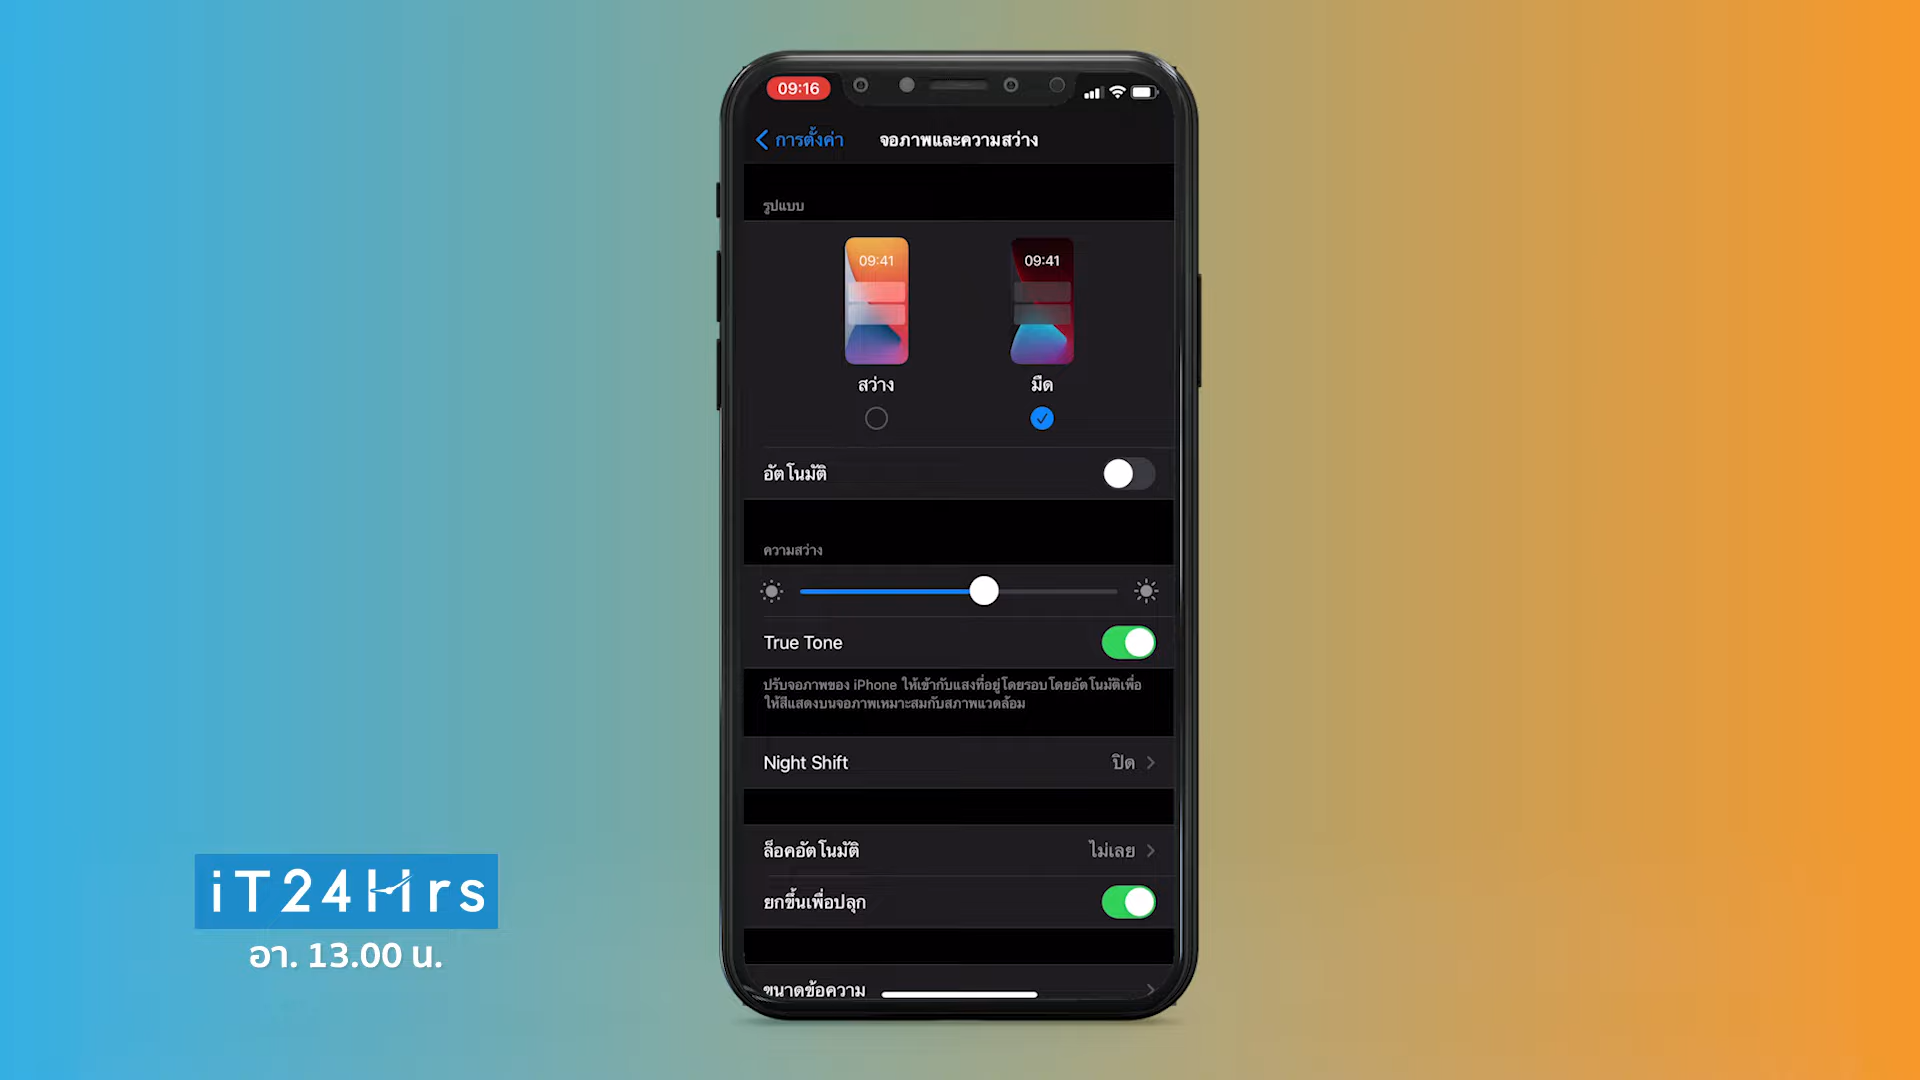 09:16
การตั้งค่า
จอภาพและความสว่าง
รูปแบบ
09:41
09:41
สว่าง
มืด
อัตโนมัติ
ความสว่าง
True Tone
ปรับจอภาพของ iPhone ให้เข้ากับแสงที่อยู่โดยรอบโดยอัตโนมัติเพื่อ
ให้สีแสดงบนจอภาพเหมาะสมกับสภาพแวดล้อม
Night Shift
ปิด
ล็อคอัตโนมัติ
ไม่เลย
ยกขึ้นเพื่อปลุก
ขนาดข้อความ
iT24Hrs
อา. 13.00 น.